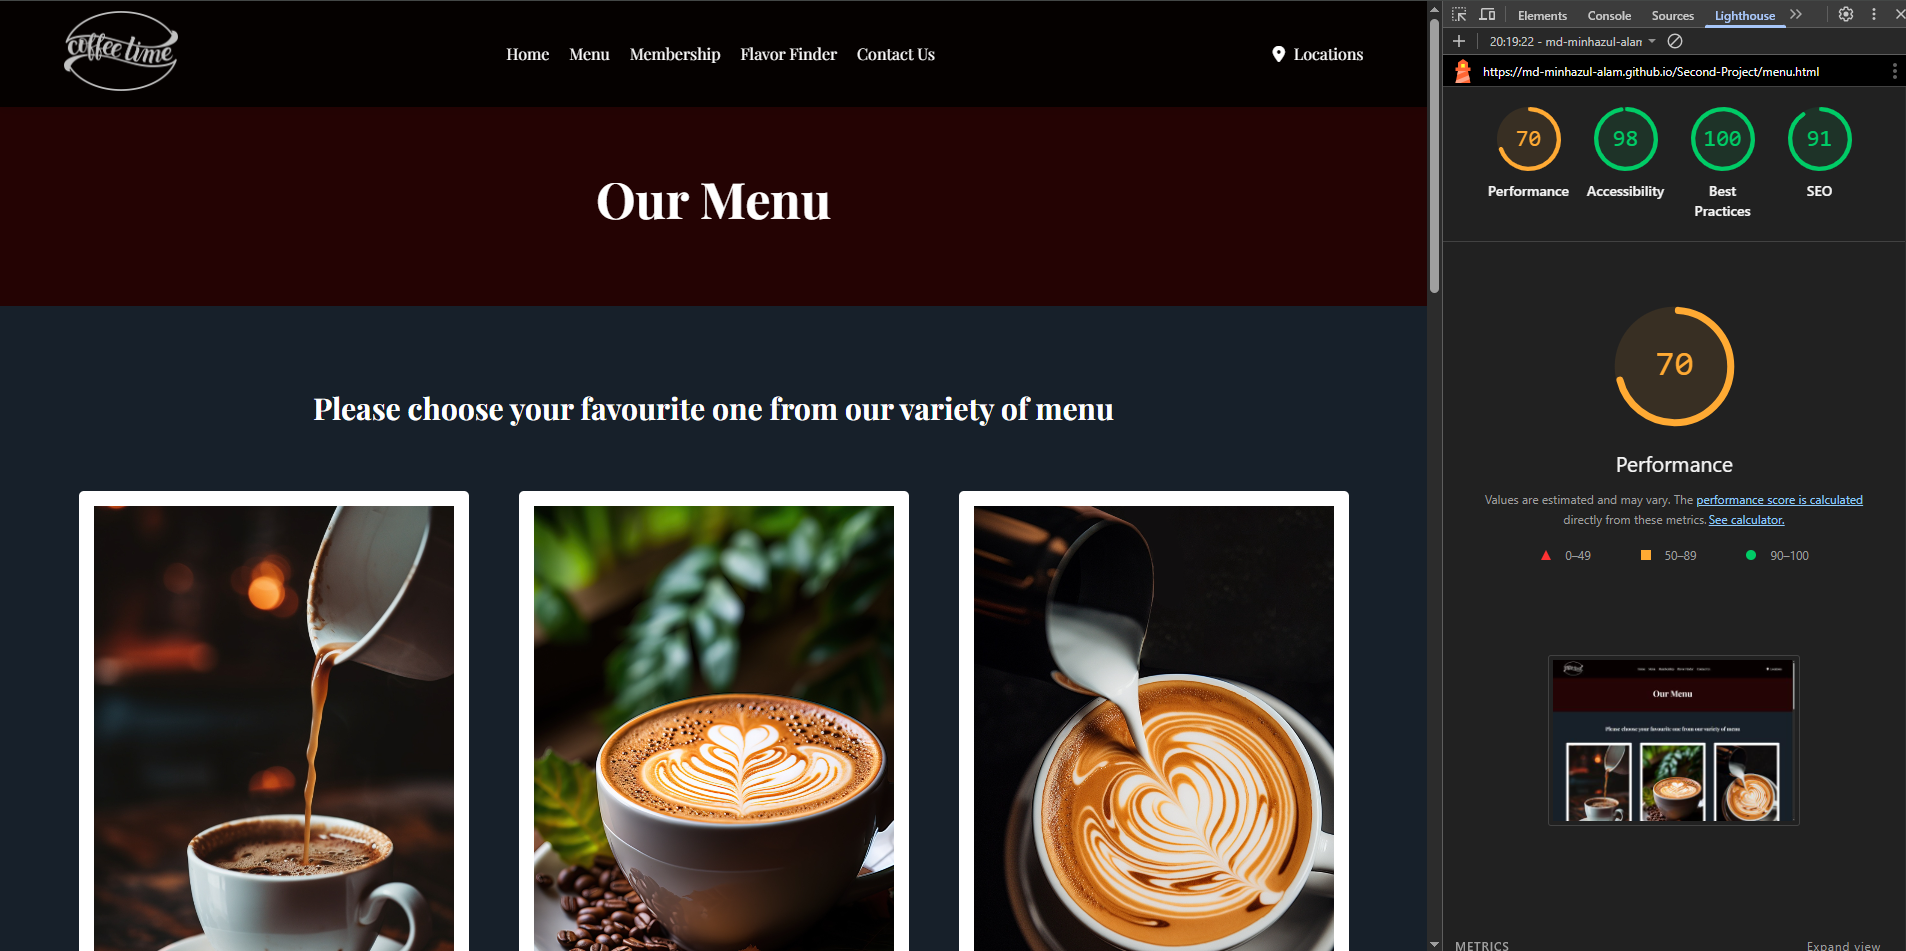 coffee time
Home Menu Membership Flavor Finder Contact Us
Locations
Our Menu
Please choose your favourite one from our variety of menu
Elements Console Sources Lighthouse
20:19:22 - md-minhazul-alam
https://md-minhazul-alam.github.io/Second-Project/menu.html
70 98 100 91
Performance Accessibility Best Practices SEO
70
Performance
Values are estimated and may vary. The performance score is calculated
directly from these metrics. See calculator.
0–49 50–89 90–100
Our Menu
Please choose your favourite one from our variety of menu
METRICS Expand view